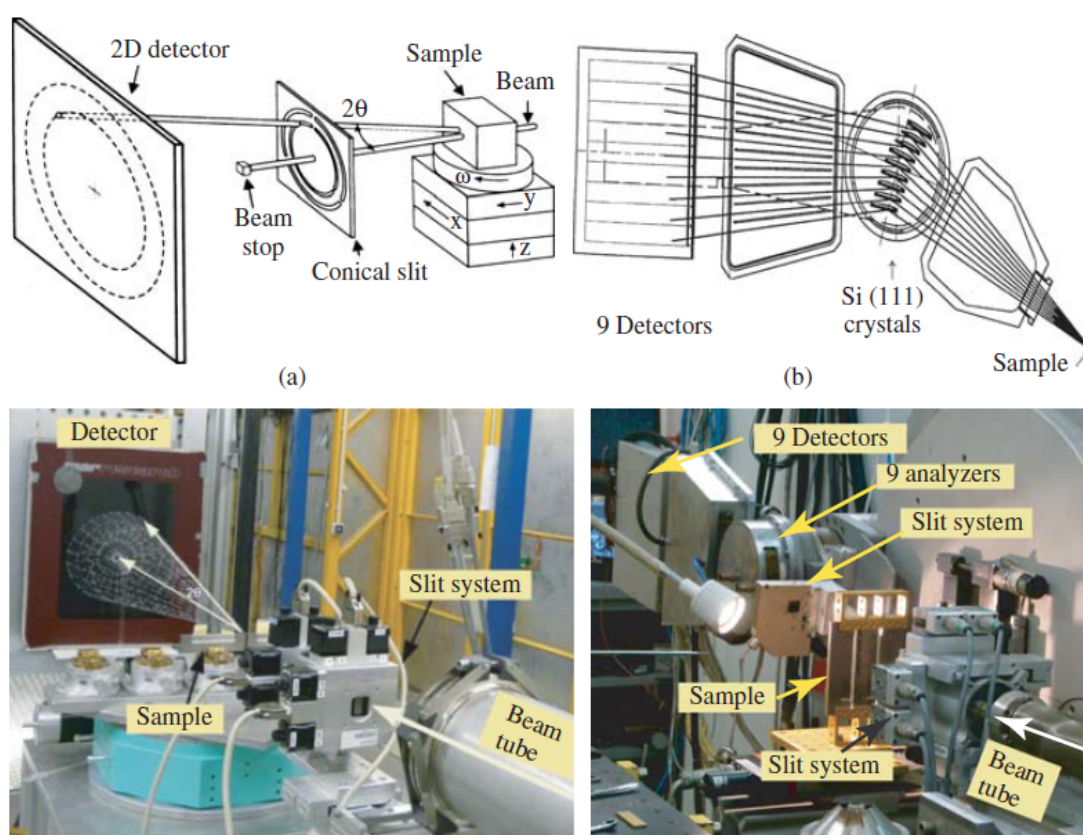 2D detector
Sample
Beam
2θ
ω
y
x
z
Beam
stop
Conical slit
(a)
9 Detectors
Si (111)
crystals
Sample
(b)
Detector
2θ
Slit system
Sample
Beam
tube
9 Detectors
9 analyzers
Slit system
Sample
Slit system
Beam
tube